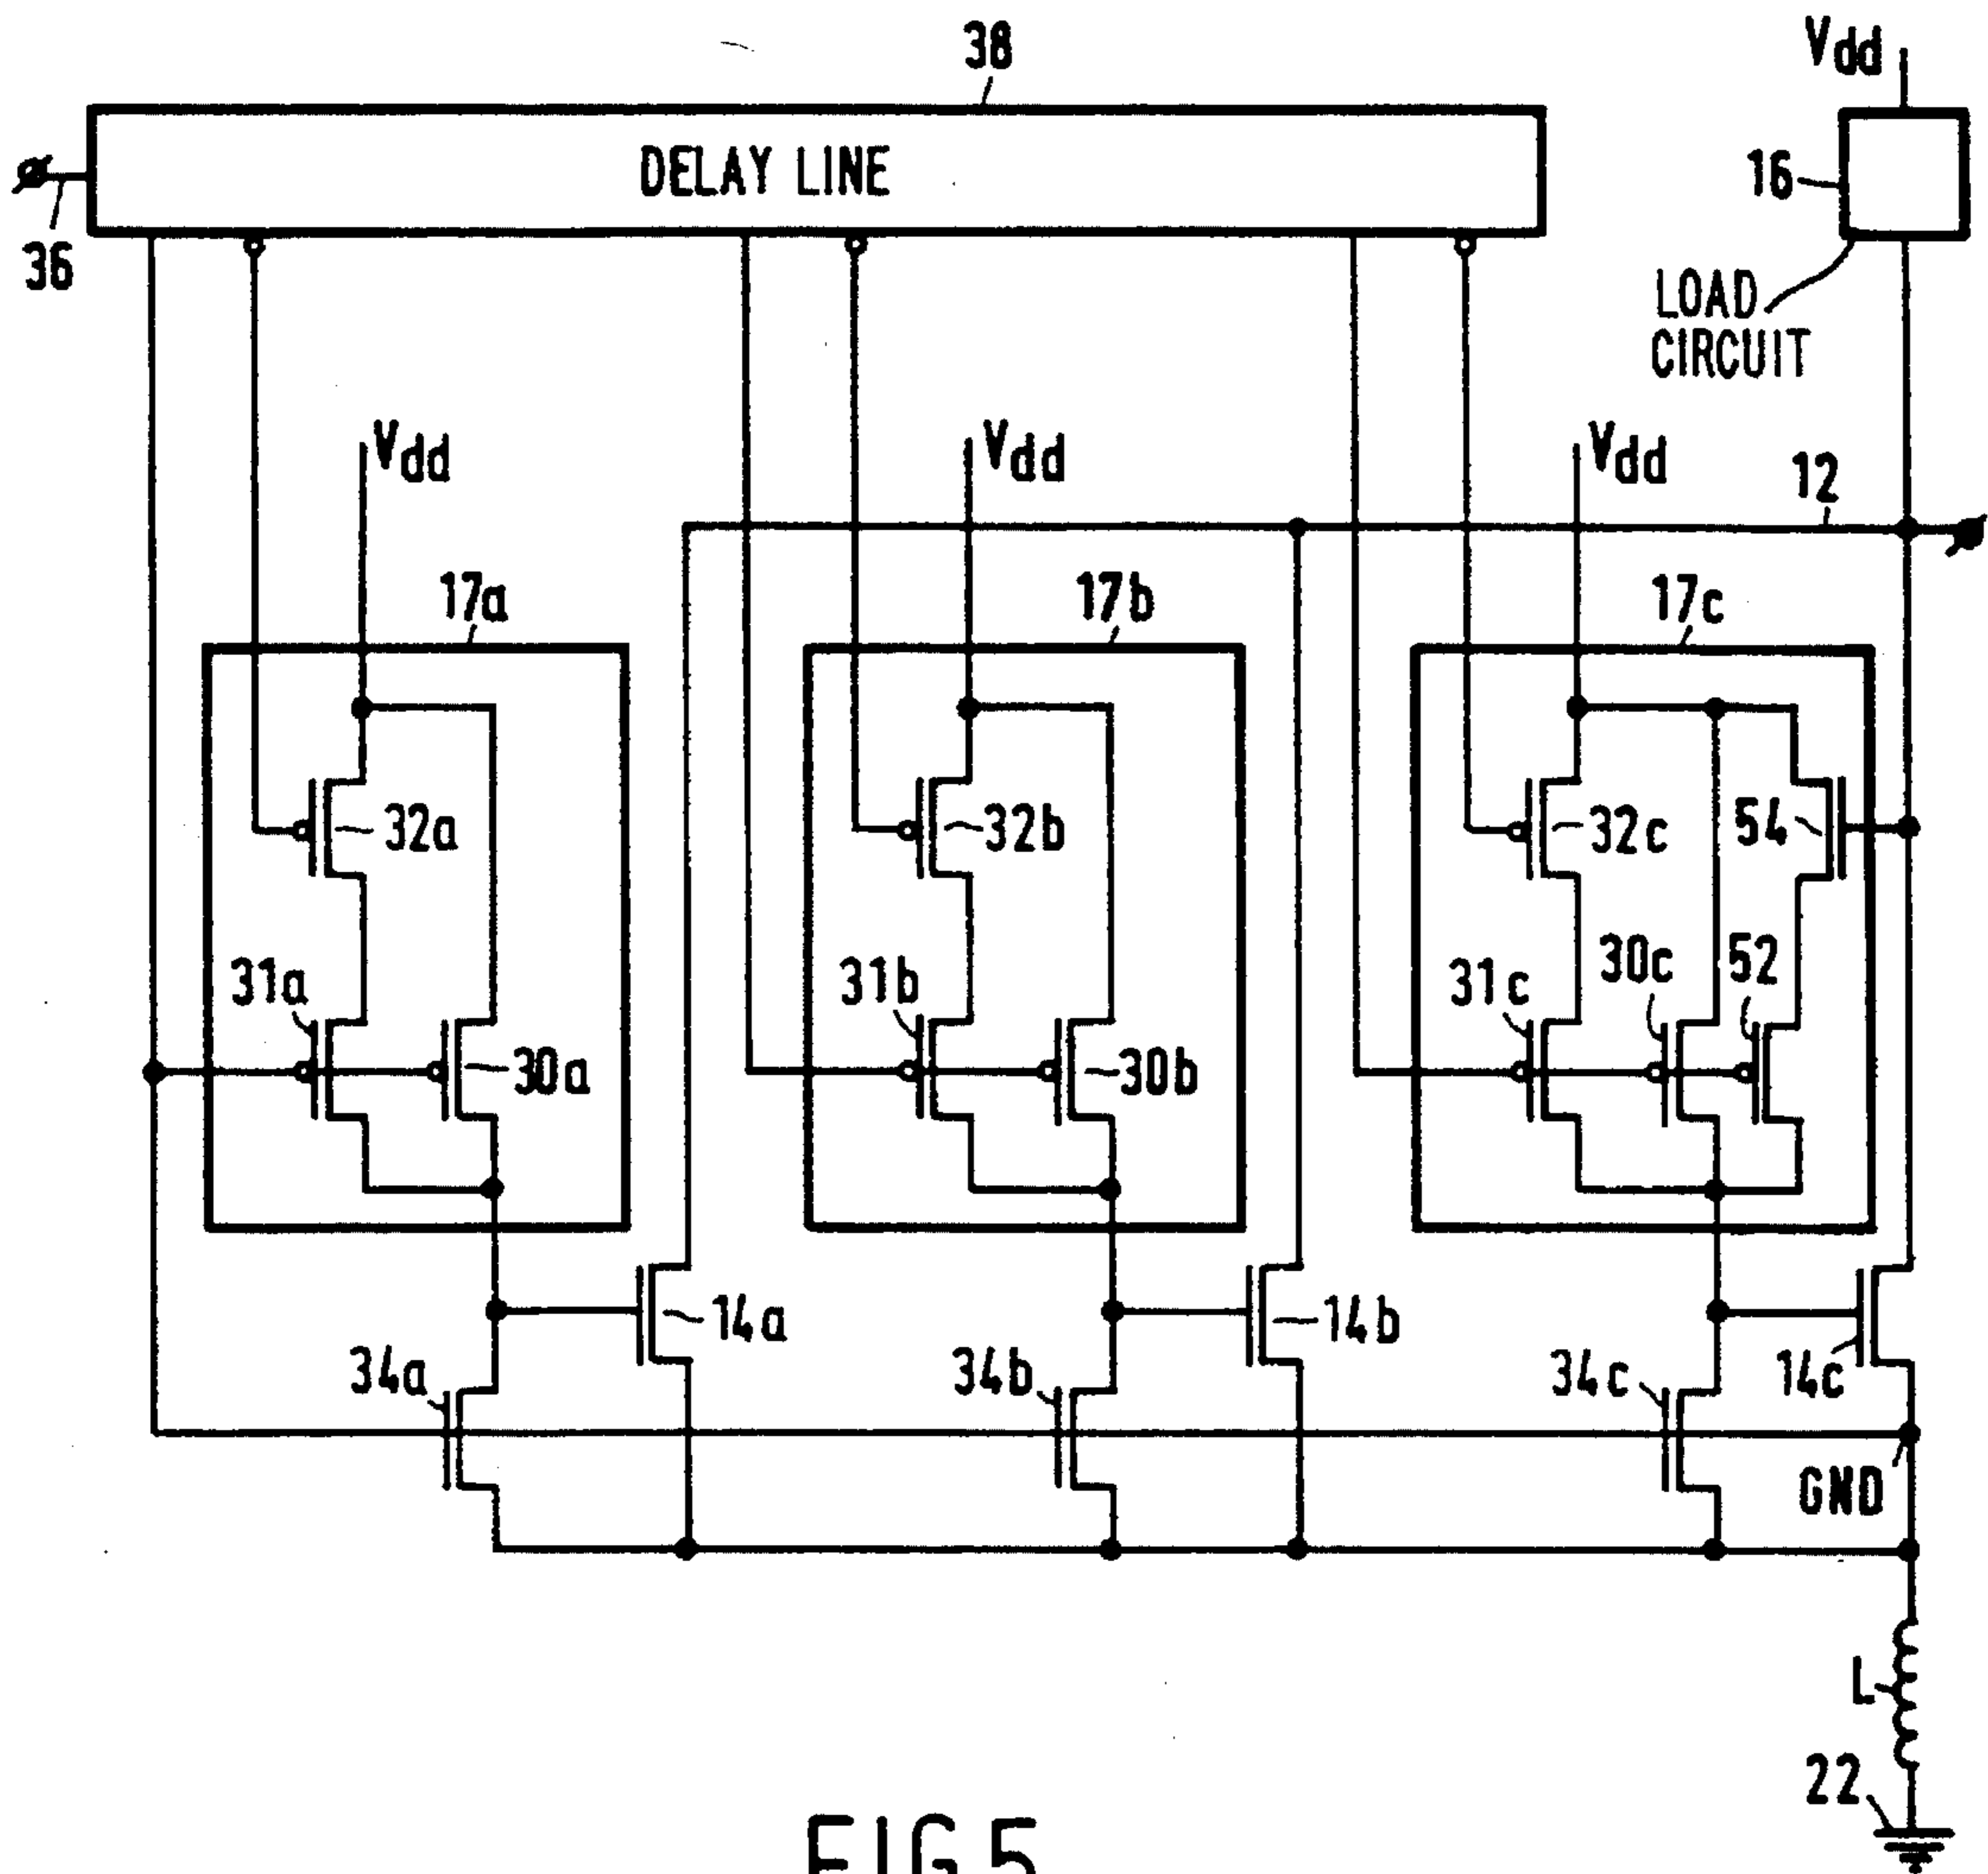 38
Vdd
DELAY LINE
16
36
LOAD
CIRCUIT
Vdd
Vdd
Vdd
12
17a
17b
17c
32a
32b
32c
54
31a
30a
31b
30b
31c
30c
52
14a
14b
14c
34a
34b
34c
GND
L
22
FIG.5